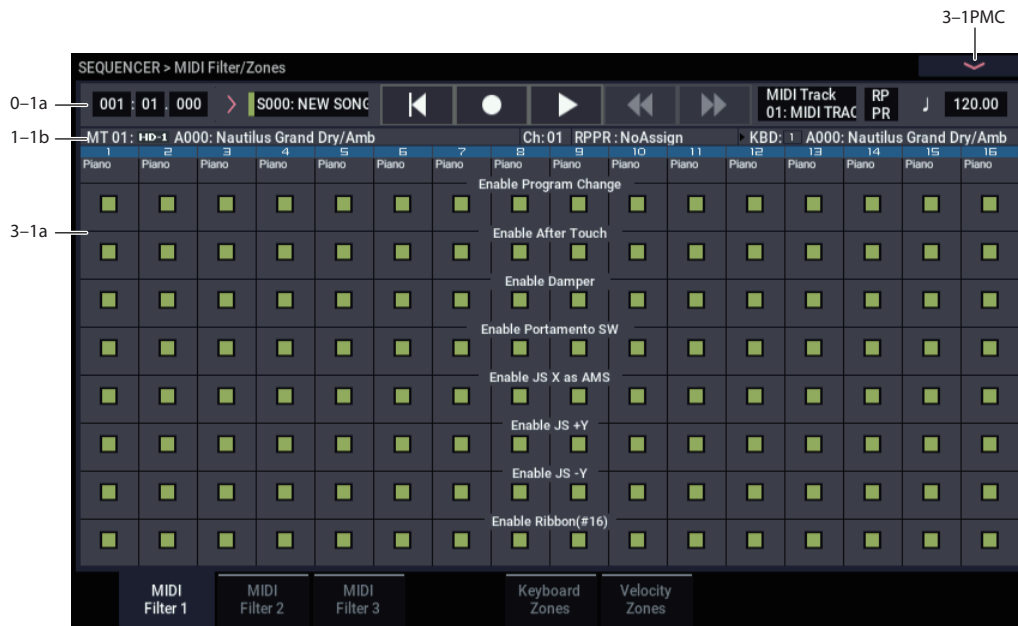 3–1PMC
SEQUENCER > MIDI Filter/Zones
0–1a
001 : 01 . 000
S000: NEW SONG
MIDI Track
01: MIDI TRAC
RP
PR
♩ 120.00
1–1b
MT 01: HD-1 A000: Nautilus Grand Dry/Amb Ch: 01 RPPR : NoAssign KBD: 1 A000: Nautilus Grand Dry/Amb
1 2 3 4 5 6 7 8 9 10 11 12 13 14 15 16
Piano Piano Piano Piano Piano Piano Piano Piano Piano Piano Piano Piano Piano Piano Piano Piano
Enable Program Change
3–1a
Enable After Touch
Enable Damper
Enable Portamento SW
Enable JS X as AMS
Enable JS +Y
Enable JS -Y
Enable Ribbon(#16)
MIDI
Filter 1
MIDI
Filter 2
MIDI
Filter 3
Keyboard
Zones
Velocity
Zones